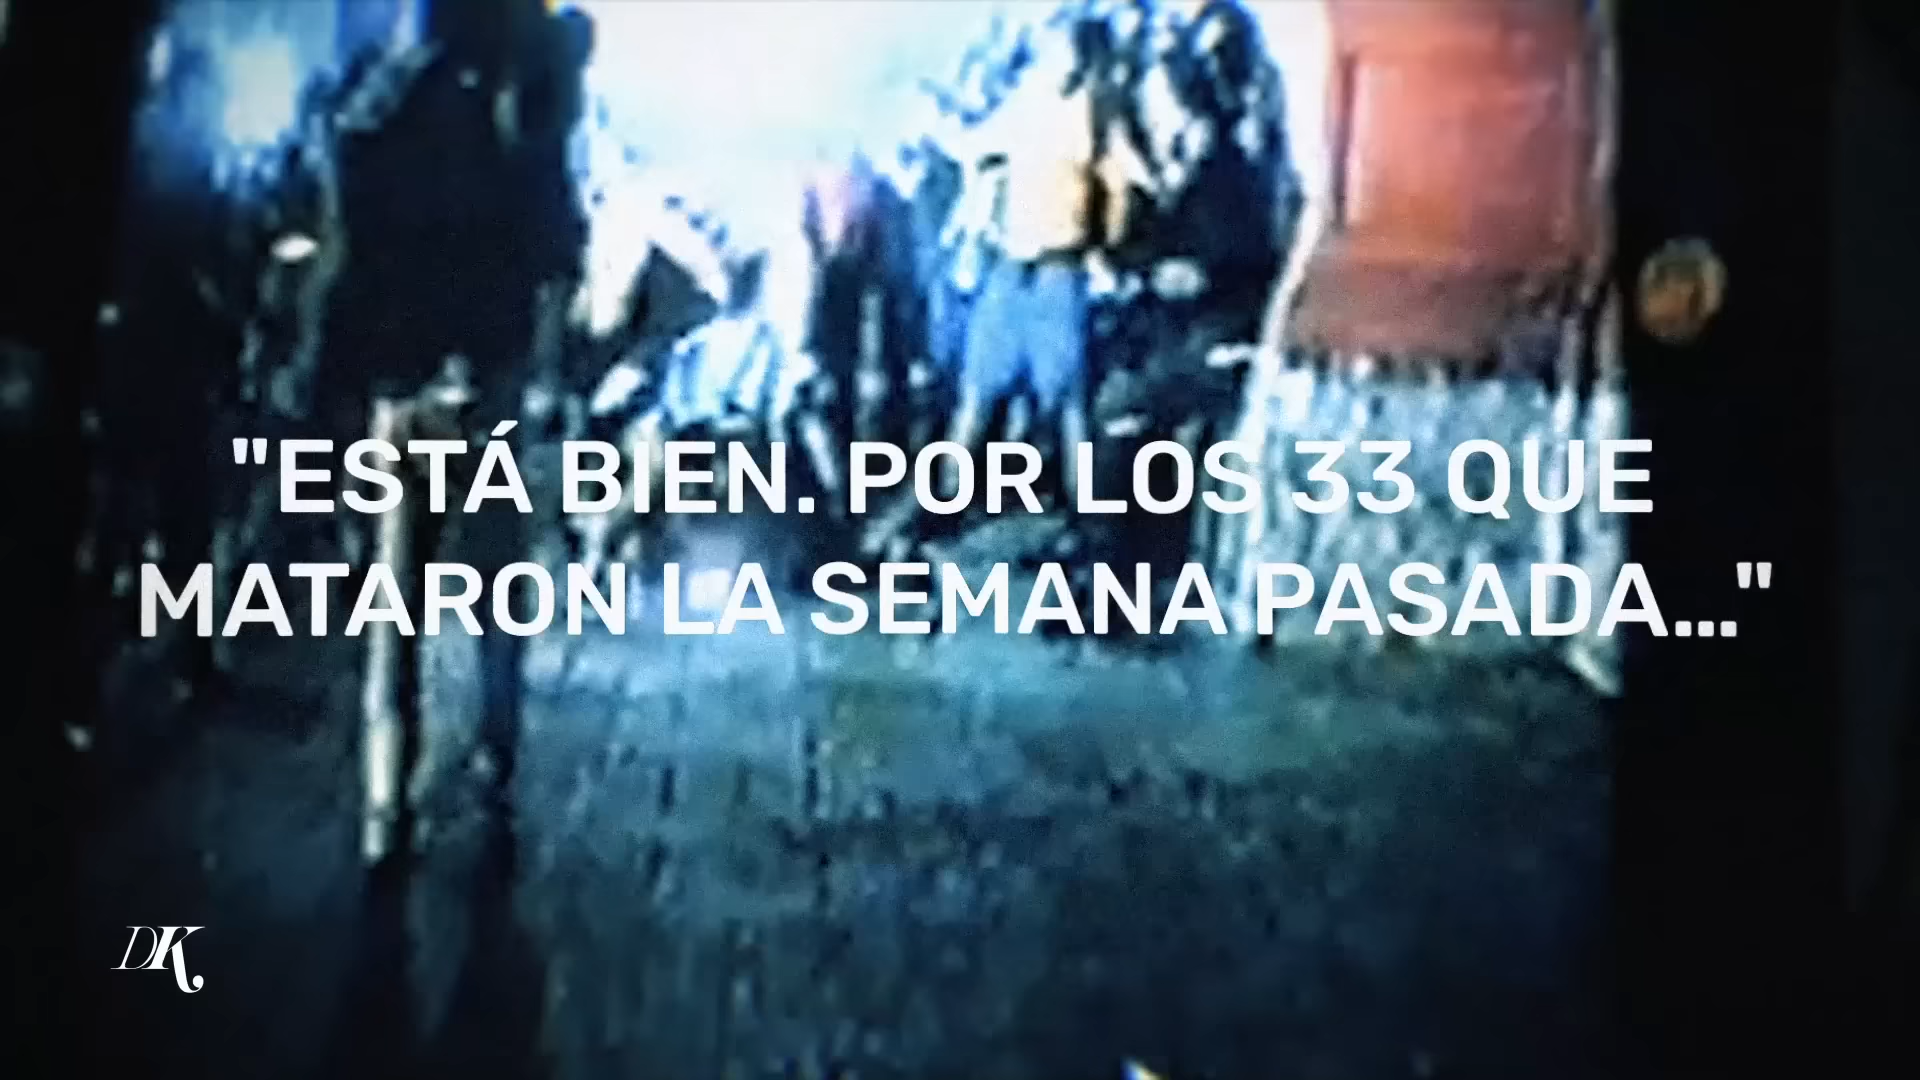 "ESTÁ BIEN. POR LOS 33 QUE
MATARON LA SEMANA PASADA..."
DK